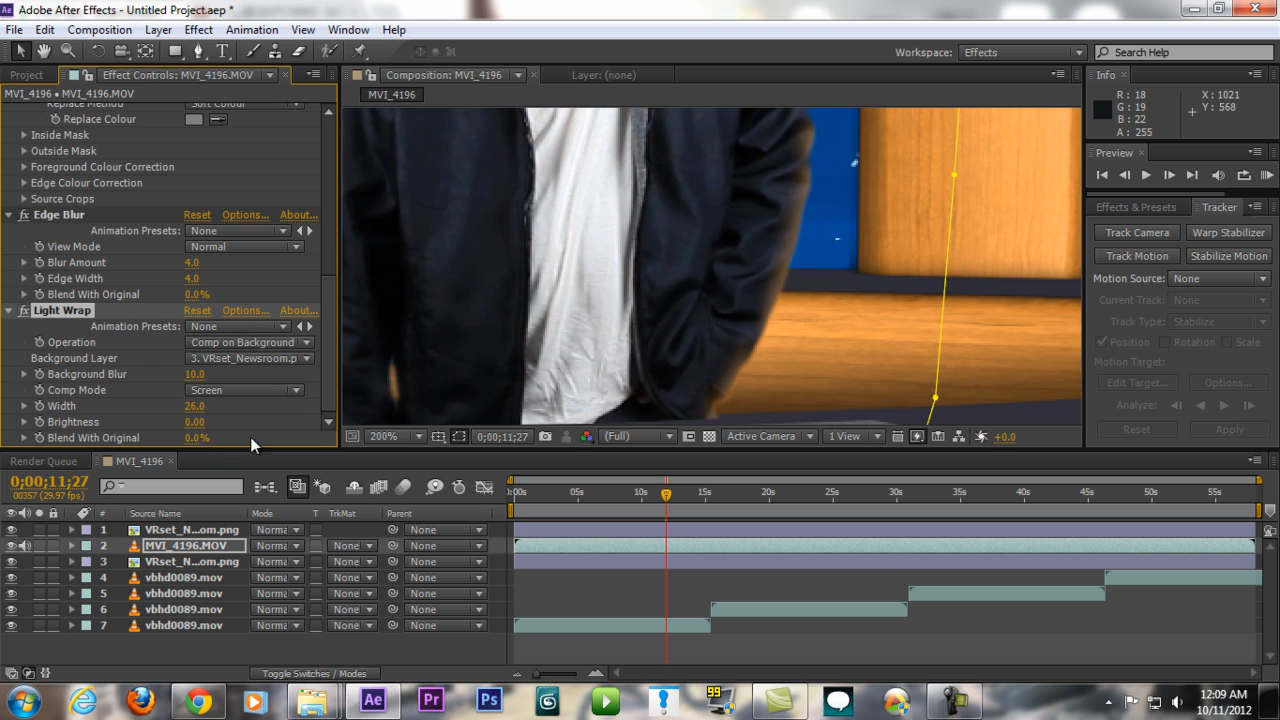 Adobe After Effects - Untitled Project.aep *
File Edit Composition Layer Effect Animation View Window Help
Workspace: Effects Search Help
Project Effect Controls: MVI_4196.MOV Composition: MVI_4196 Layer: (none) Info
MVI_4196 • MVI_4196.MOV
MVI_4196
R : 18 X : 1021
G : 19 Y : 568
B : 22
A : 255
Replace Method Soft Colour
Replace Colour
Inside Mask
Outside Mask
Foreground Colour Correction
Edge Colour Correction
Source Crops
Edge Blur Reset Options... About...
Animation Presets: None
View Mode Normal
Blur Amount 4.0
Edge Width 4.0
Blend With Original 0.0%
Light Wrap Reset Options... About...
Animation Presets: None
Operation Comp on Background
Background Layer 3. VRset_Newsroom.p
Background Blur 10.0
Comp Mode Screen
Width 26.0
Brightness 0.00
Blend With Original 0.0%
Preview
Effects & Presets Tracker
Track Camera Warp Stabilizer
Track Motion Stabilize Motion
Motion Source: None
Current Track: None
Track Type: Stabilize
Position Rotation Scale
Motion Target:
Edit Target... Options...
Analyze:
Reset Apply
200% 0;00;11;27 (Full) Active Camera 1 View +0.0
Render Queue MVI_4196
0;00;11;27
00357 (29.97 fps)
0:00s 05s 10s 15s 20s 25s 30s 35s 40s 45s 50s 55s
# Source Name Mode T TrkMat Parent
1 VRset_N...om.png Norma None
2 MVI_4196.MOV Norma None None
3 VRset_N...om.png Norma None None
4 vbhd0089.mov Norma None None
5 vbhd0089.mov Norma None None
6 vbhd0089.mov Norma None None
7 vbhd0089.mov Norma None None
Toggle Switches / Modes
Ae Pr Ps 99
12:09 AM
10/11/2012